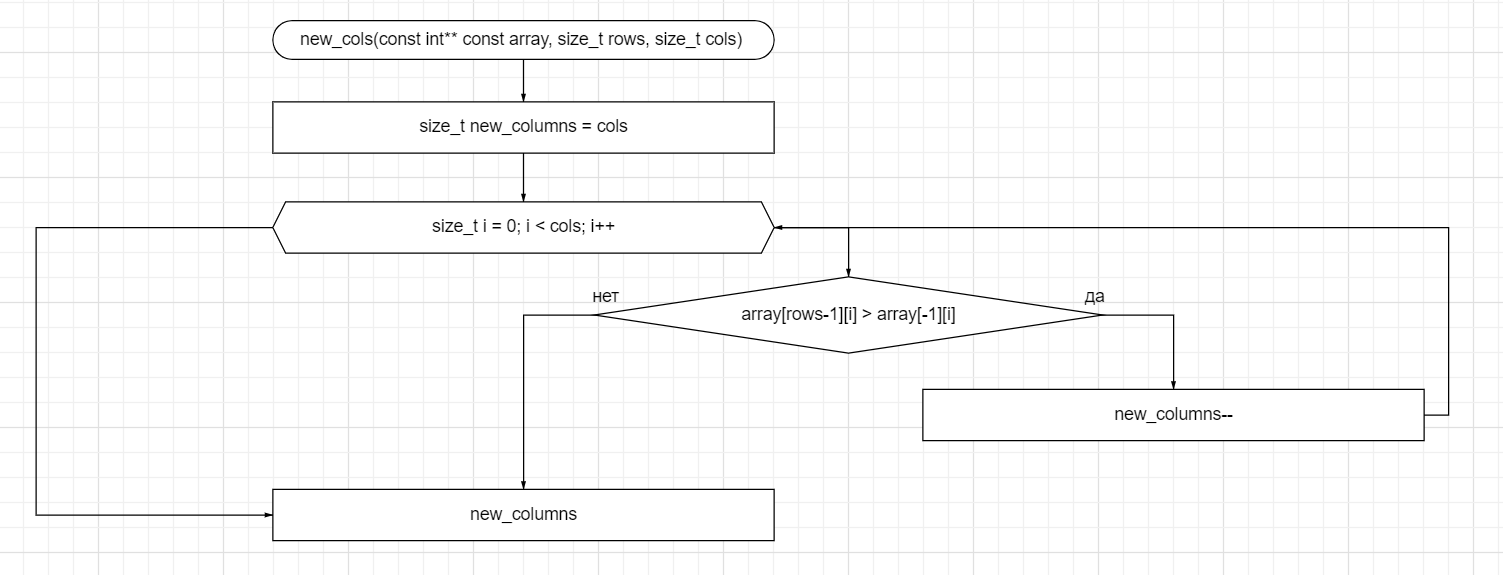 new_cols(const int** const array, size_t rows, size_t cols)
size_t new_columns = cols
size_t i = 0; i < cols; i++
нет
да
array[rows-1][i] > array[-1][i]
new_columns--
new_columns